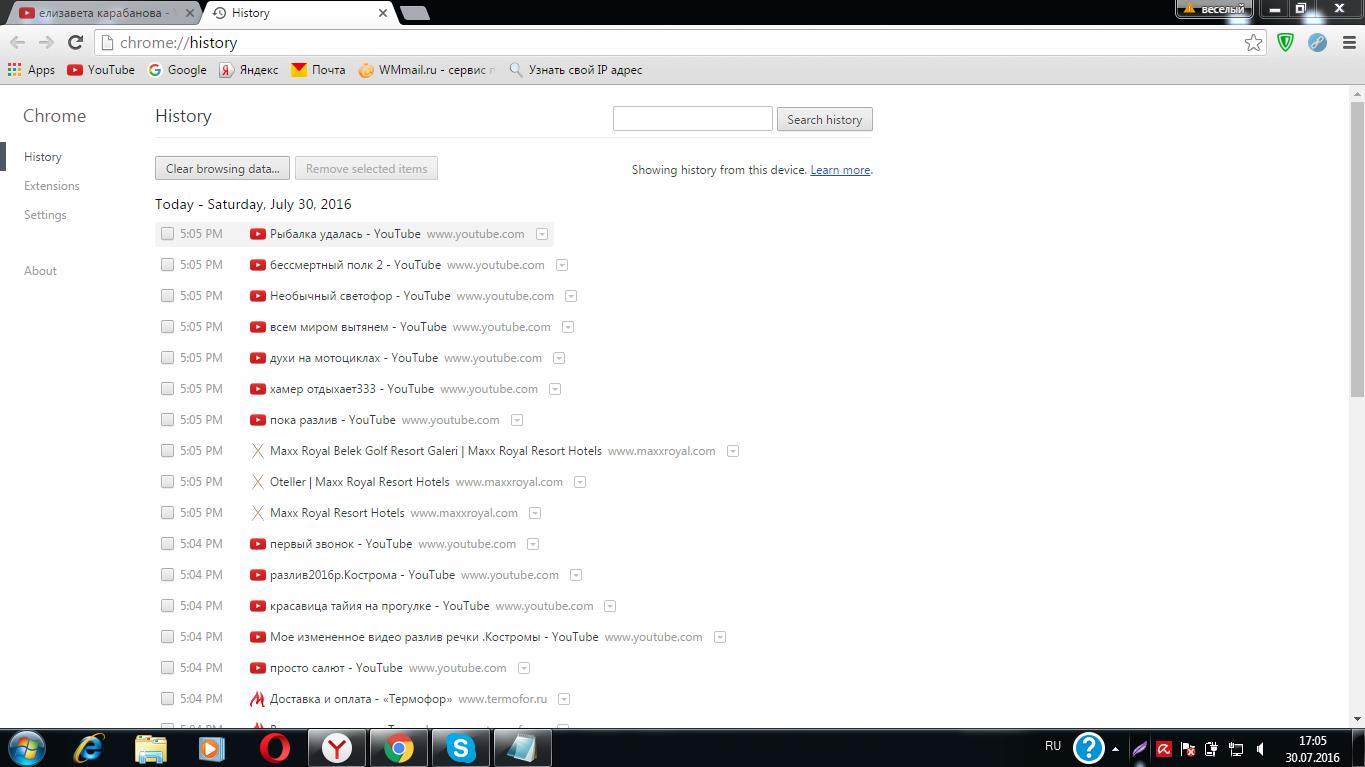 елизавета карабанова -
History
веселый
chrome://history
Apps YouTube Google Яндекс Почта WMmail.ru - сервис Узнать свой IP адрес
Chrome
History
Search history
History
Extensions
Settings
About
Clear browsing data...
Remove selected items
Showing history from this device. Learn more.
Today - Saturday, July 30, 2016
5:05 PM Рыбалка удалась - YouTube www.youtube.com
5:05 PM бессмертный полк 2 - YouTube www.youtube.com
5:05 PM Необычный светофор - YouTube www.youtube.com
5:05 PM всем миром вытянем - YouTube www.youtube.com
5:05 PM духи на мотоциклах - YouTube www.youtube.com
5:05 PM хамер отдыхает333 - YouTube www.youtube.com
5:05 PM пока разлив - YouTube www.youtube.com
5:05 PM Maxx Royal Belek Golf Resort Galeri | Maxx Royal Resort Hotels www.maxxroyal.com
5:05 PM Oteller | Maxx Royal Resort Hotels www.maxxroyal.com
5:05 PM Maxx Royal Resort Hotels www.maxxroyal.com
5:04 PM первый звонок - YouTube www.youtube.com
5:04 PM разлив2016р.Кострома - YouTube www.youtube.com
5:04 PM красавица тайия на прогулке - YouTube www.youtube.com
5:04 PM Мое измененное видео разлив речки .Костромы - YouTube www.youtube.com
5:04 PM просто салют - YouTube www.youtube.com
5:04 PM Доставка и оплата - «Термофор» www.termofor.ru
RU
17:05
30.07.2016